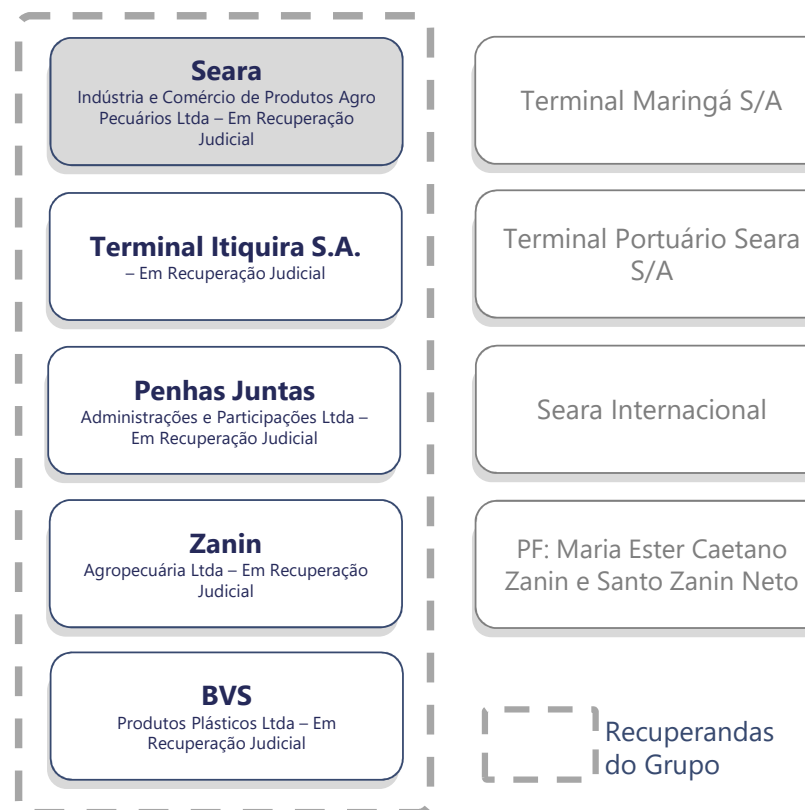 Seara
Indústria e Comércio de Produtos Agro
Pecuários Ltda – Em Recuperação
Judicial
Terminal Itiquira S.A.
– Em Recuperação Judicial
Penhas Juntas
Administrações e Participações Ltda –
Em Recuperação Judicial
Zanin
Agropecuária Ltda – Em Recuperação
Judicial
BVS
Produtos Plásticos Ltda – Em
Recuperação Judicial
Terminal Maringá S/A
Terminal Portuário Seara
S/A
Seara Internacional
PF: Maria Ester Caetano
Zanin e Santo Zanin Neto
Recuperandas
do Grupo